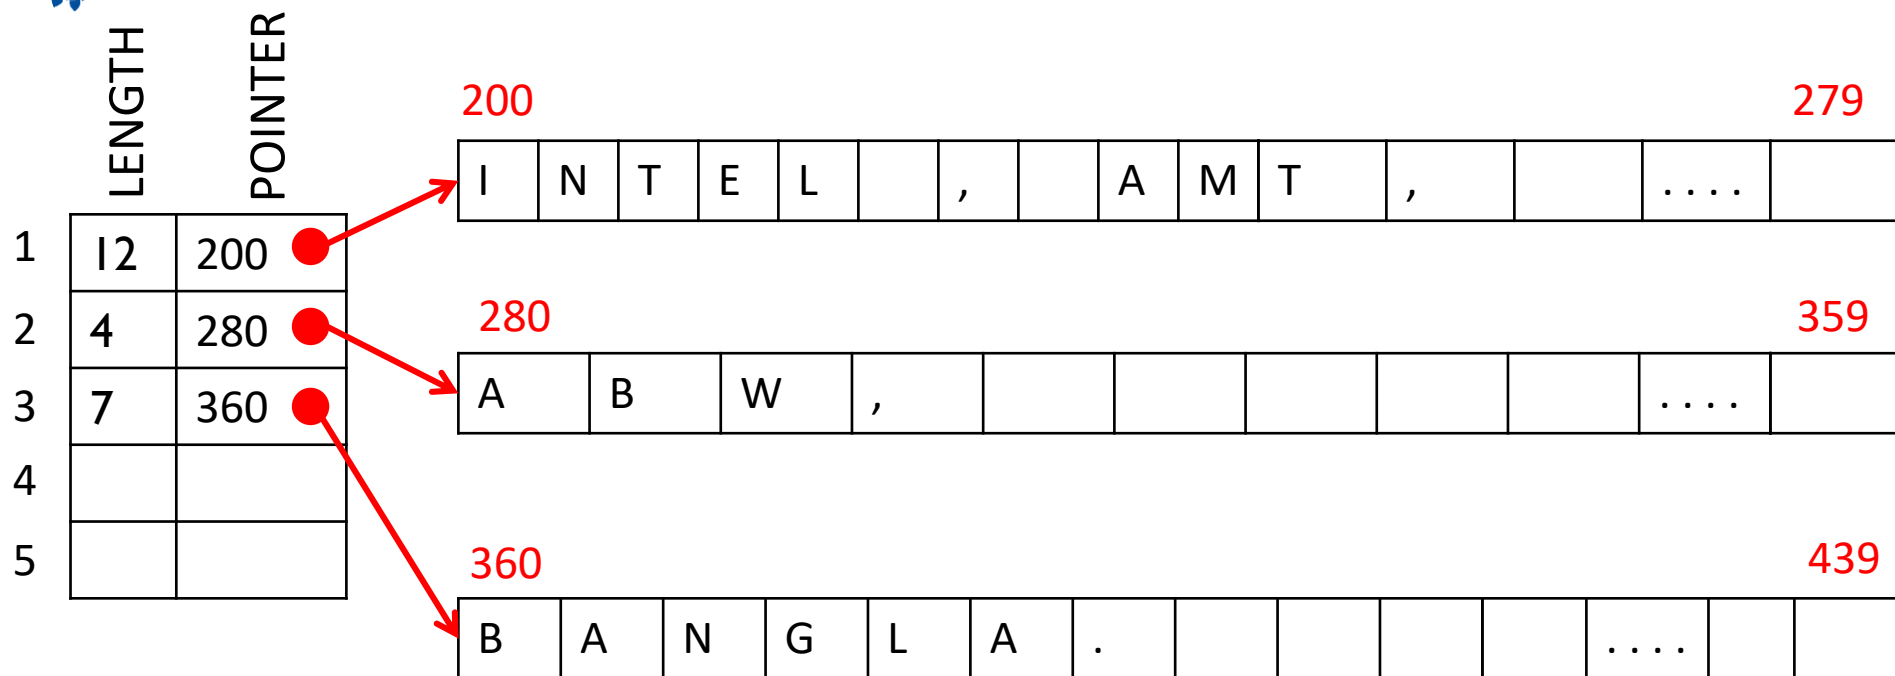 LENGTH POINTER
200 279
I N T E L , A M T , ....
1 12 200
280 359
2 4 280
A B W , ....
3 7 360
4
360 439
5
B A N G L A . ....